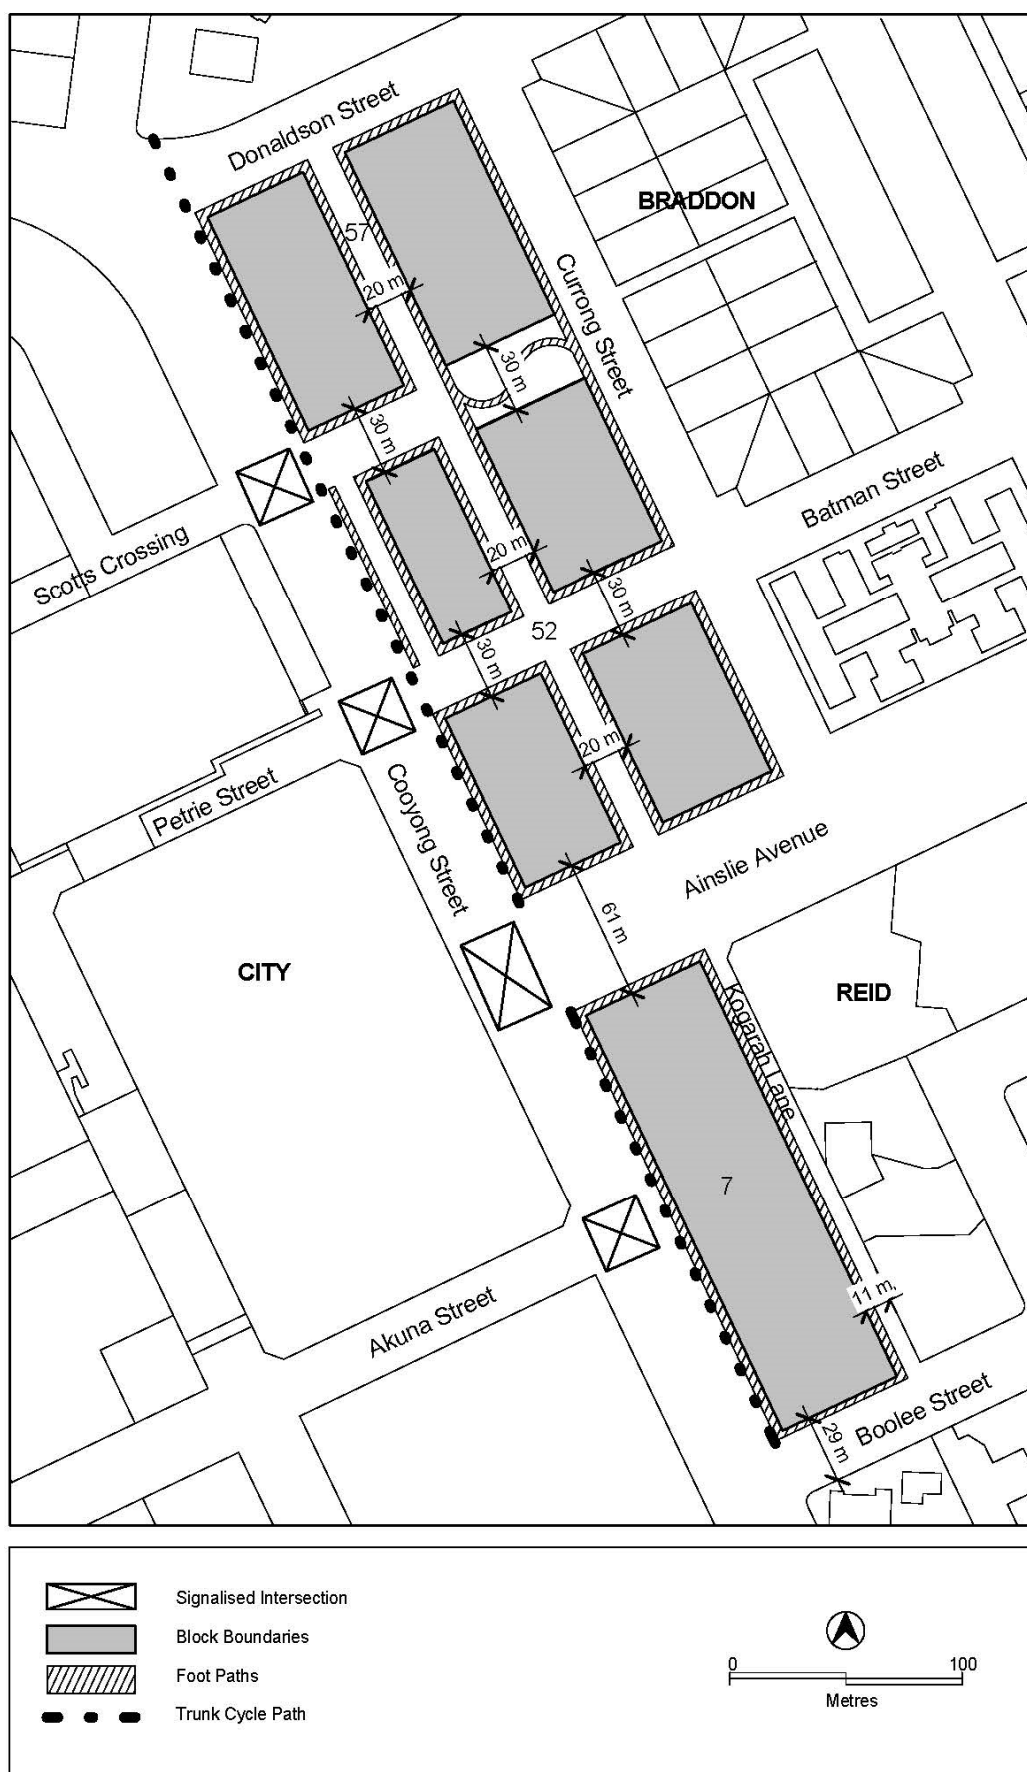 Donaldson Street
BRADDON
57
20 m
Currong Street
30 m
30 m
Batman Street
Scotts Crossing
20 m
30 m
52
30 m
20 m
Petrie Street
Cooyong Street
Ainslie Avenue
61 m
CITY
REID
Kogarah Lane
7
11 m
Akuna Street
Boolee Street
29 m
Signalised Intersection
Block Boundaries
Foot Paths
Trunk Cycle Path
0 100
Metres